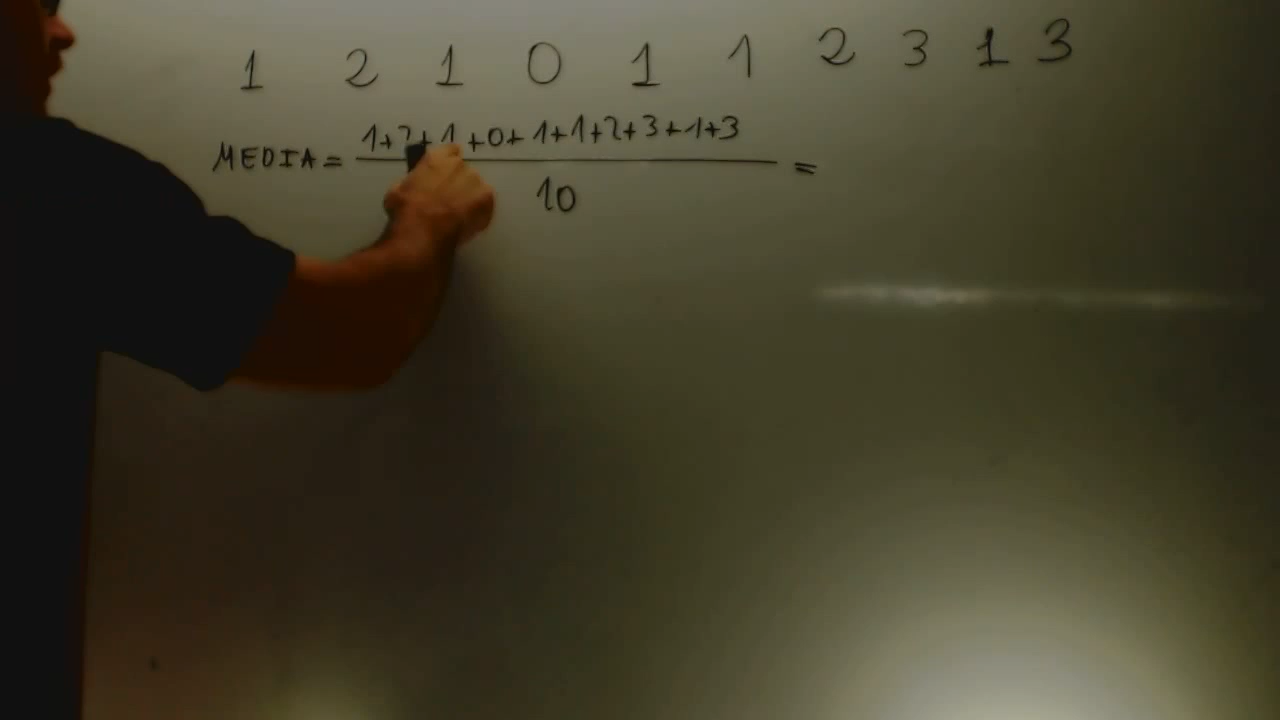 1 2 1 0 1 1 2 3 1 3
MEDIA = 1+2+1+0+1+1+2+3+1+3 =
10